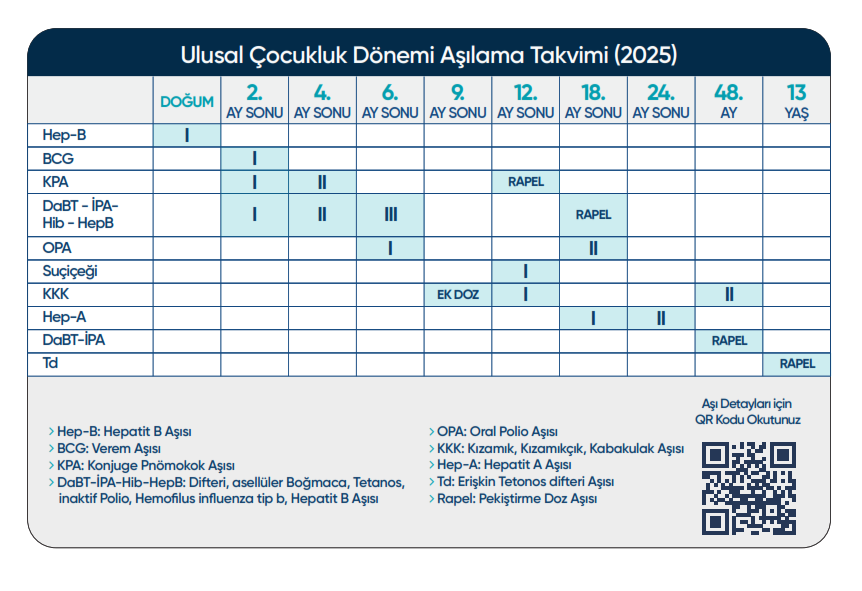 Ulusal Çocukluk Dönemi Aşılama Takvimi (2025)
DOĞUM 2. AY SONU 4. AY SONU 6. AY SONU 9. AY SONU 12. AY SONU 18. AY SONU 24. AY SONU 48. AY 13 YAŞ
Hep-B I
BCG I
KPA I II RAPEL
DaBT - İPA-
Hib - HepB I II III RAPEL
OPA I II
Suçiçeği I
KKK EK DOZ I II
Hep-A I II
DaBT-İPA RAPEL
Td RAPEL
> Hep-B: Hepatit B Aşısı
> BCG: Verem Aşısı
> KPA: Konjuge Pnömokok Aşısı
> DaBT-İPA-Hib-HepB: Difteri, asellüler Boğmaca, Tetanos,
inaktif Polio, Hemofilus influenza tip b, Hepatit B Aşısı
> OPA: Oral Polio Aşısı
> KKK: Kızamık, Kızamıkçık, Kabakulak Aşısı
> Hep-A: Hepatit A Aşısı
> Td: Erişkin Tetonos difteri Aşısı
> Rapel: Pekiştirme Doz Aşısı
Aşı Detayları için
QR Kodu Okutunuz